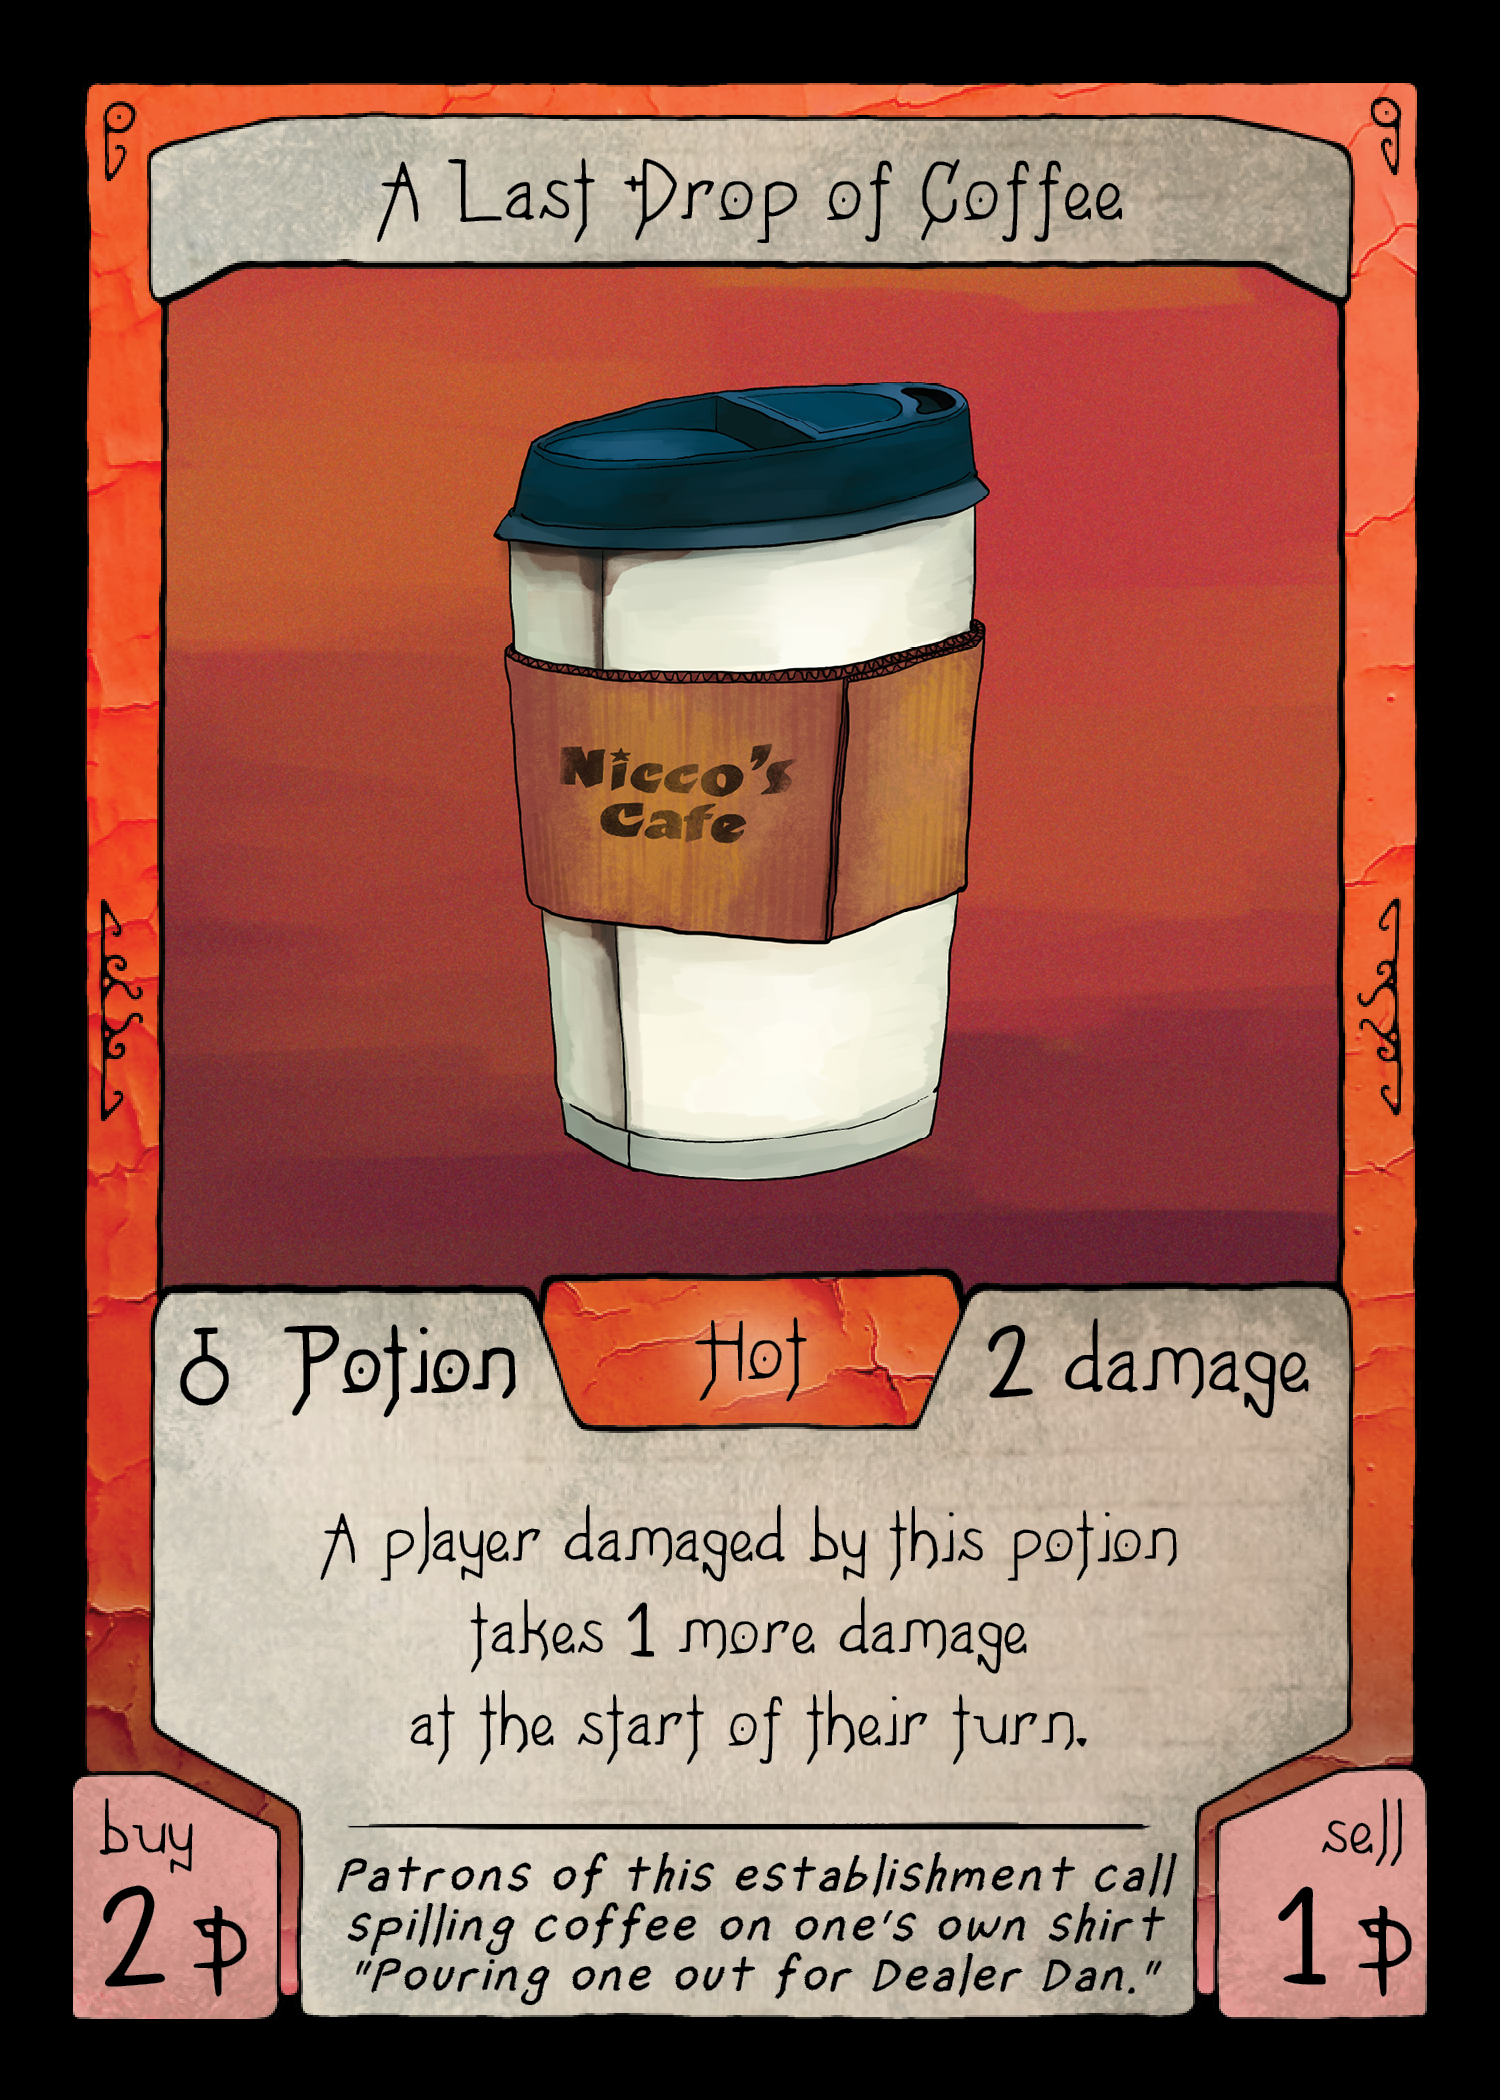 A Last Drop of Coffee
Nicco's
Cafe
Potion
Hot
2 damage
A player damaged by this potion
takes 1 more damage
at the start of their turn.
buy
2
sell
1
Patrons of this establishment call
spilling coffee on one's own shirt
"Pouring one out for Dealer Dan."